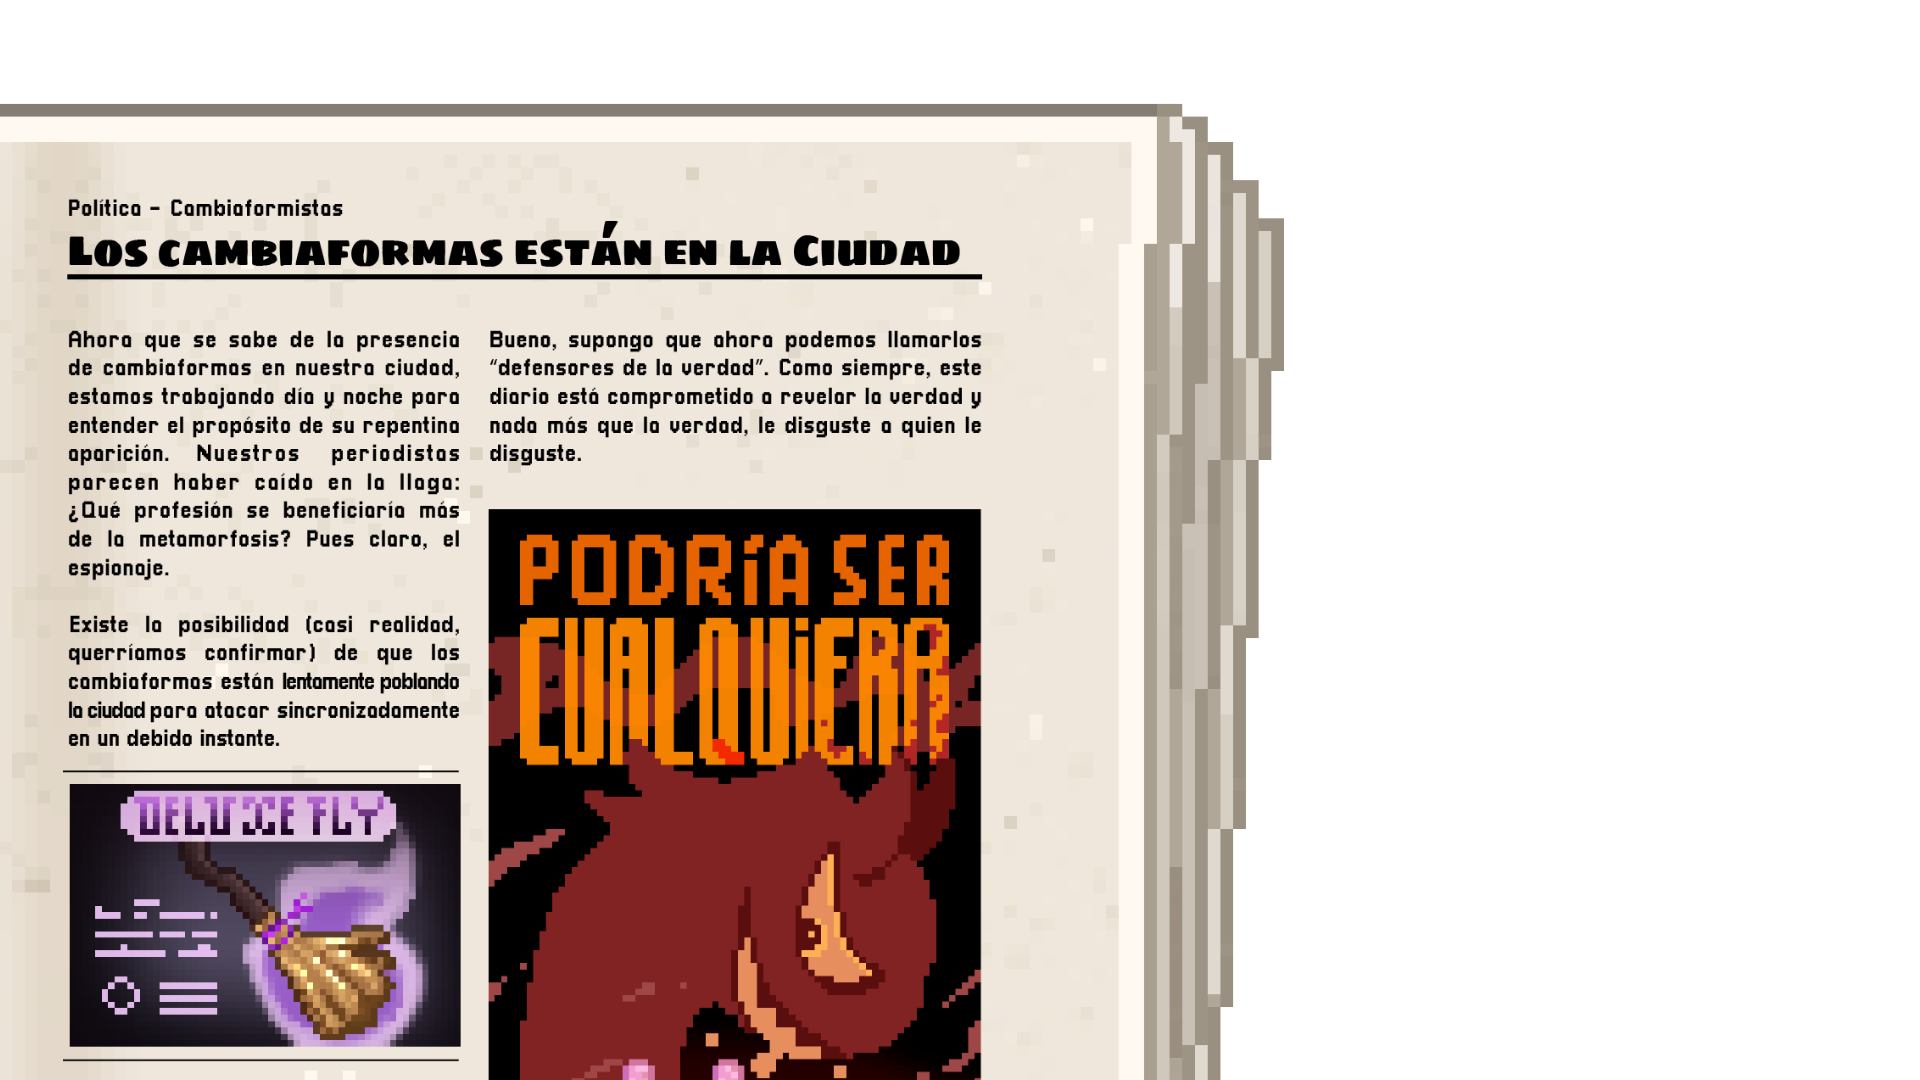 Política - Cambiaformistas
Los cambiaformas están en la Ciudad
Ahora que se sabe de la presencia
de cambiaformas en nuestra ciudad,
estamos trabajando día y noche para
entender el propósito de su repentina
aparición. Nuestros periodistas
parecen haber caído en la llaga:
¿Qué profesión se beneficiaría más
de la metamorfosis? Pues claro, el
espionaje.
Existe la posibilidad (casi realidad,
querríamos confirmar) de que los
cambiaformas están lentamente poblando
la ciudad para atacar sincronizadamente
en un debido instante.
DELUXE FLY
Bueno, supongo que ahora podemos llamarlos
“defensores de la verdad”. Como siempre, este
diario está comprometido a revelar la verdad y
nada más que la verdad, le disguste a quien le
disguste.
PODRÍA SER
CUALQUIERA